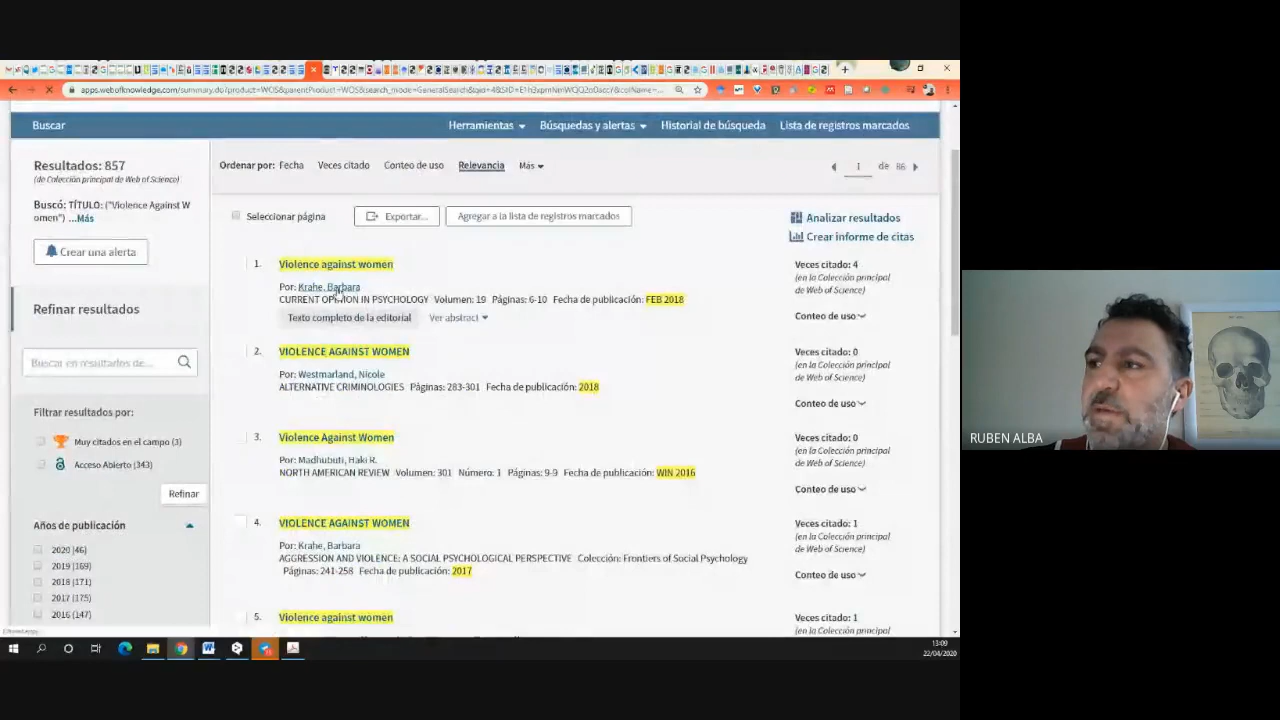 Buscar
Herramientas
Búsquedas y alertas
Historial de búsqueda
Lista de registros marcados
Resultados: 857
(de Colección principal de Web of Science)
Buscó: TÍTULO: ("Violence Against W
omen") ...Más
Crear una alerta
Refinar resultados
Buscar en resultados de...
Filtrar resultados por:
Muy citados en el campo (3)
Acceso Abierto (343)
Refinar
Años de publicación
2020 (46)
2019 (169)
2018 (171)
2017 (175)
2016 (147)
Ordenar por: Fecha Veces citado Conteo de uso Relevancia Más
1 de 86
Seleccionar página
Exportar...
Agregar a la lista de registros marcados
Analizar resultados
Crear informe de citas
1. Violence against women
Por: Krahe, Barbara
CURRENT OPINION IN PSYCHOLOGY Volumen: 19 Páginas: 6-10 Fecha de publicación: FEB 2018
Texto completo de la editorial Ver abstract
Veces citado: 4
(en la Colección principal
de Web of Science)
Conteo de uso
2. VIOLENCE AGAINST WOMEN
Por: Westmarland, Nicole
ALTERNATIVE CRIMINOLOGIES Páginas: 283-301 Fecha de publicación: 2018
Veces citado: 0
(en la Colección principal
de Web of Science)
Conteo de uso
3. Violence Against Women
Por: Madhubuti, Haki R.
NORTH AMERICAN REVIEW Volumen: 301 Número: 1 Páginas: 9-9 Fecha de publicación: WIN 2016
Veces citado: 0
(en la Colección principal
de Web of Science)
Conteo de uso
4. VIOLENCE AGAINST WOMEN
Por: Krahe, Barbara
AGGRESSION AND VIOLENCE: A SOCIAL PSYCHOLOGICAL PERSPECTIVE Colección: Frontiers of Social Psychology
Páginas: 241-258 Fecha de publicación: 2017
Veces citado: 1
(en la Colección principal
de Web of Science)
Conteo de uso
5. Violence against women
Veces citado: 1
(en la Colección principal
13:09
22/04/2020
RUBEN ALBA